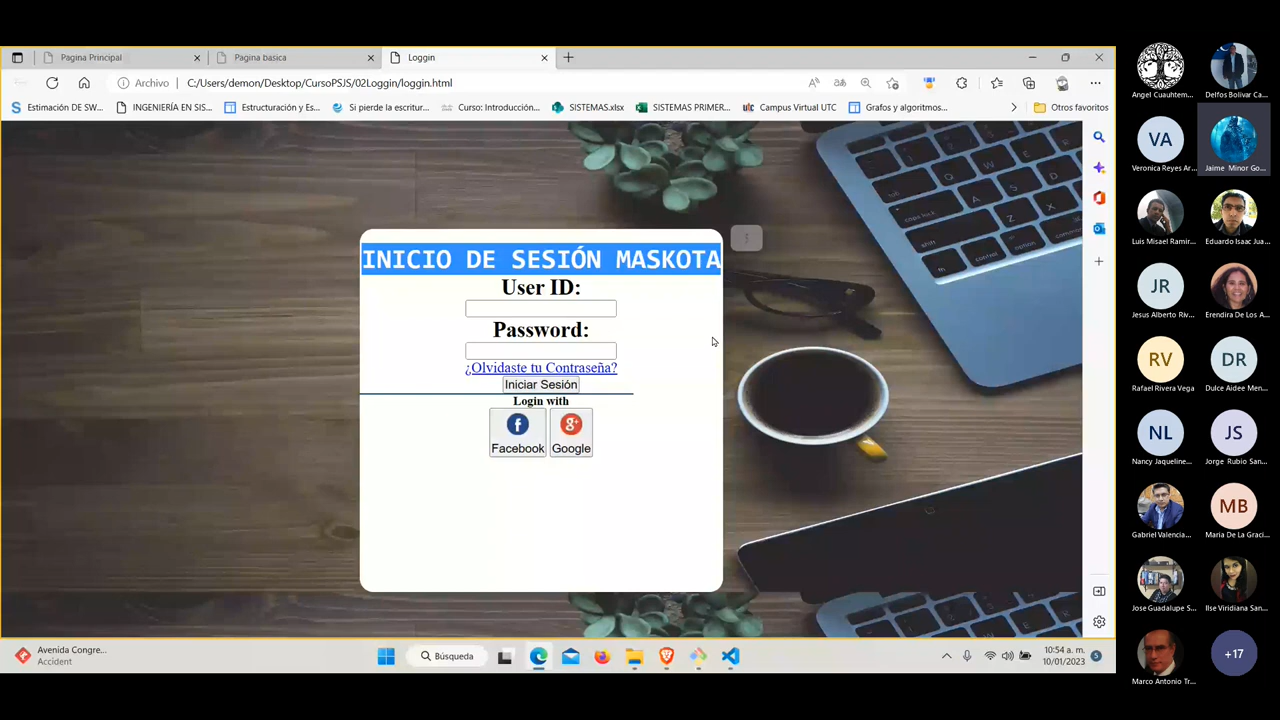 Pagina Principal
Pagina basica
Loggin
Archivo
C:/Users/demon/Desktop/CursoPSJS/02Loggin/loggin.html
Estimación DE SW...
INGENIERÍA EN SIS...
Estructuración y Es...
Si pierde la escritur...
Curso: Introducción...
SISTEMAS.xlsx
SISTEMAS PRIMER...
Campus Virtual UTC
Grafos y algoritmos...
Otros favoritos
INICIO DE SESIÓN MASKOTA
User ID:
Password:
¿Olvidaste tu Contraseña?
Iniciar Sesión
Login with
Facebook
Google
Avenida Congre...
Accident
Búsqueda
10:54 a. m.
10/01/2023
5
Angel Cuauhtem...
Delfos Bolivar Ca...
VA
Veronica Reyes Ar...
Jaime Minor Go...
Luis Misael Ramir...
Eduardo Isaac Jua...
JR
Jesus Alberto Riv...
Erendira De Los A...
RV
Rafael Rivera Vega
DR
Dulce Aidee Men...
NL
Nancy Jaqueline...
JS
Jorge Rubio San...
Gabriel Valencia...
MB
Maria De La Graci...
Jose Guadalupe S...
Ilse Viridiana San...
Marco Antonio Tr...
+17